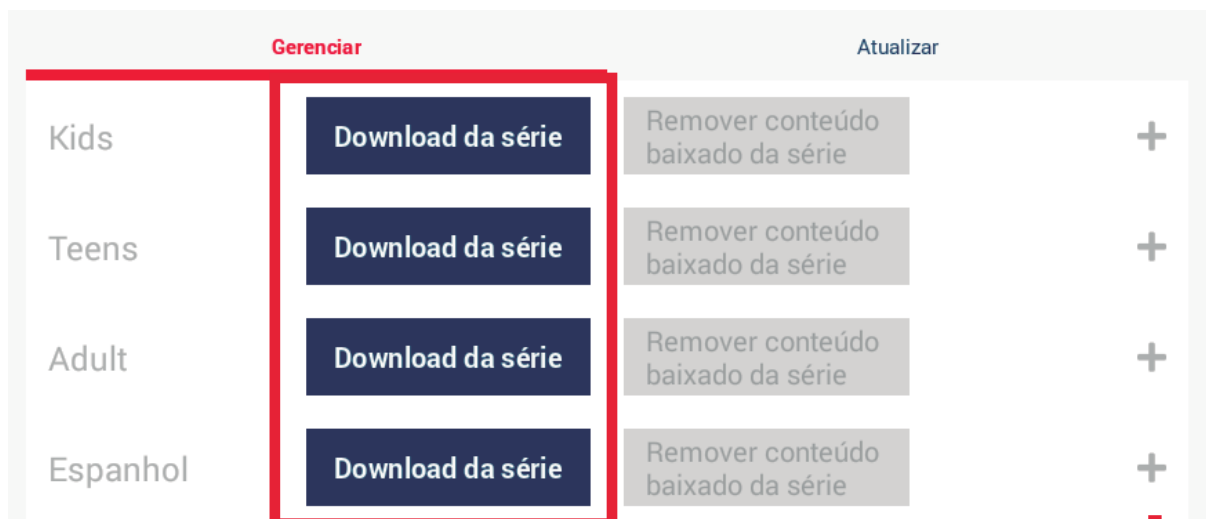 Gerenciar Atualizar
Kids Download da série Remover conteúdo
baixado da série
Teens Download da série Remover conteúdo
baixado da série
Adult Download da série Remover conteúdo
baixado da série
Espanhol Download da série Remover conteúdo
baixado da série